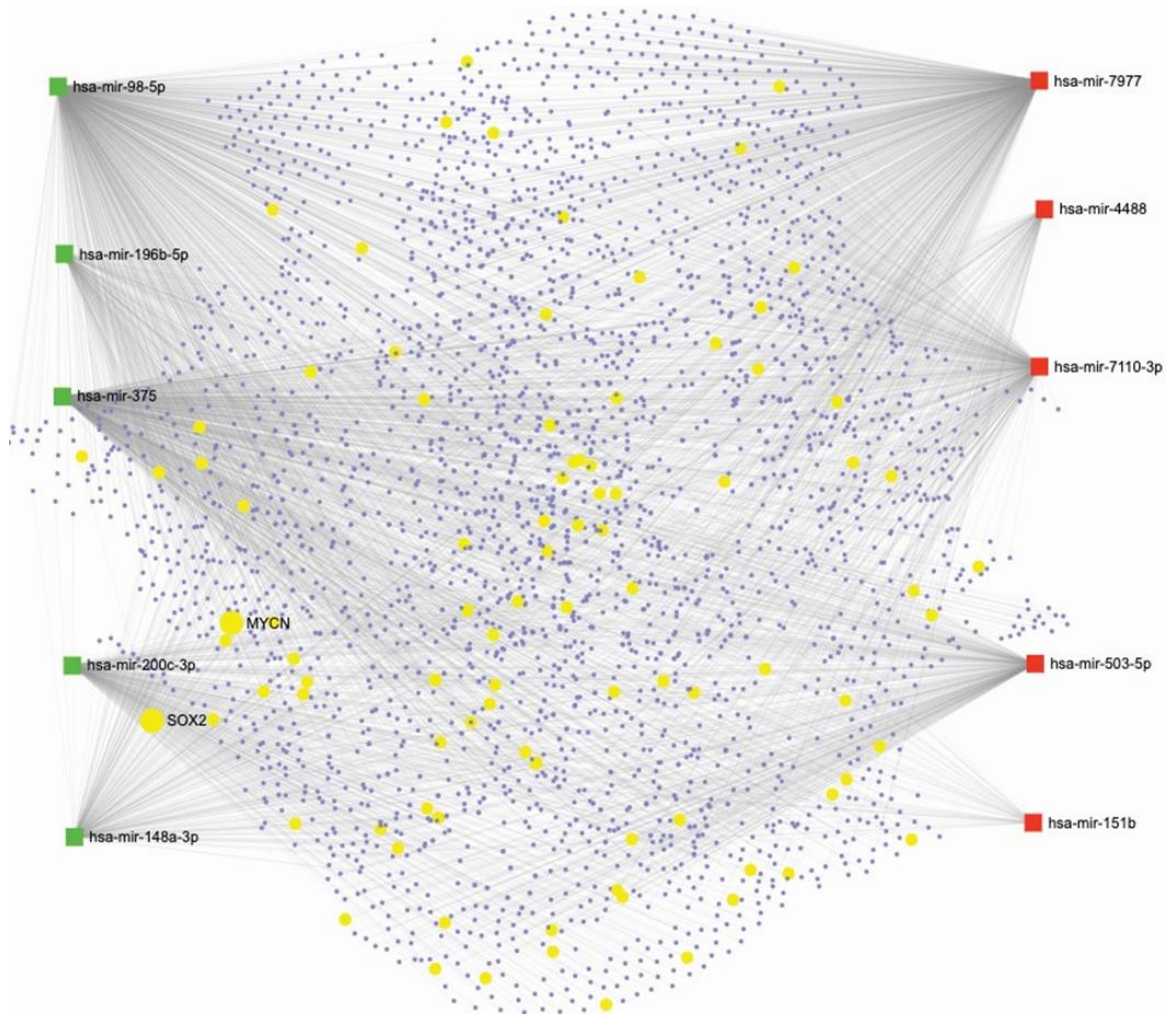 hsa-mir-98-5p
hsa-mir-196b-5p
hsa-mir-375
MYCN
hsa-mir-200c-3p
SOX2
hsa-mir-148a-3p
hsa-mir-7977
hsa-mir-4488
hsa-mir-7110-3p
hsa-mir-503-5p
hsa-mir-151b